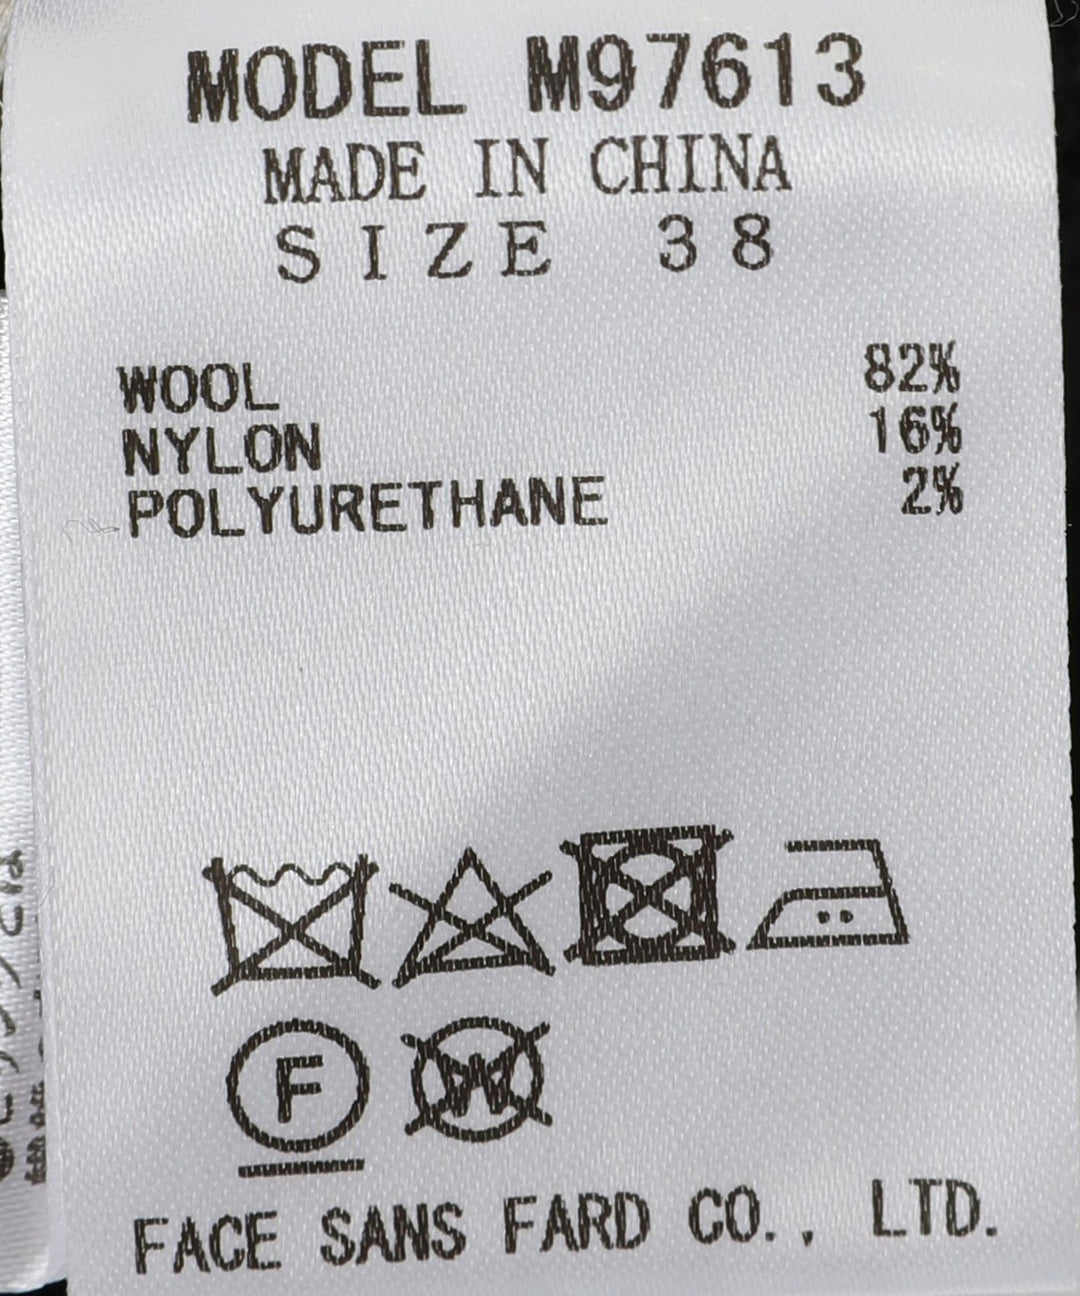 MODEL M97613
MADE IN CHINA
SIZE 38
WOOL 82%
NYLON 16%
POLYURETHANE 2%
F W
FACE SANS FARD CO., LTD.